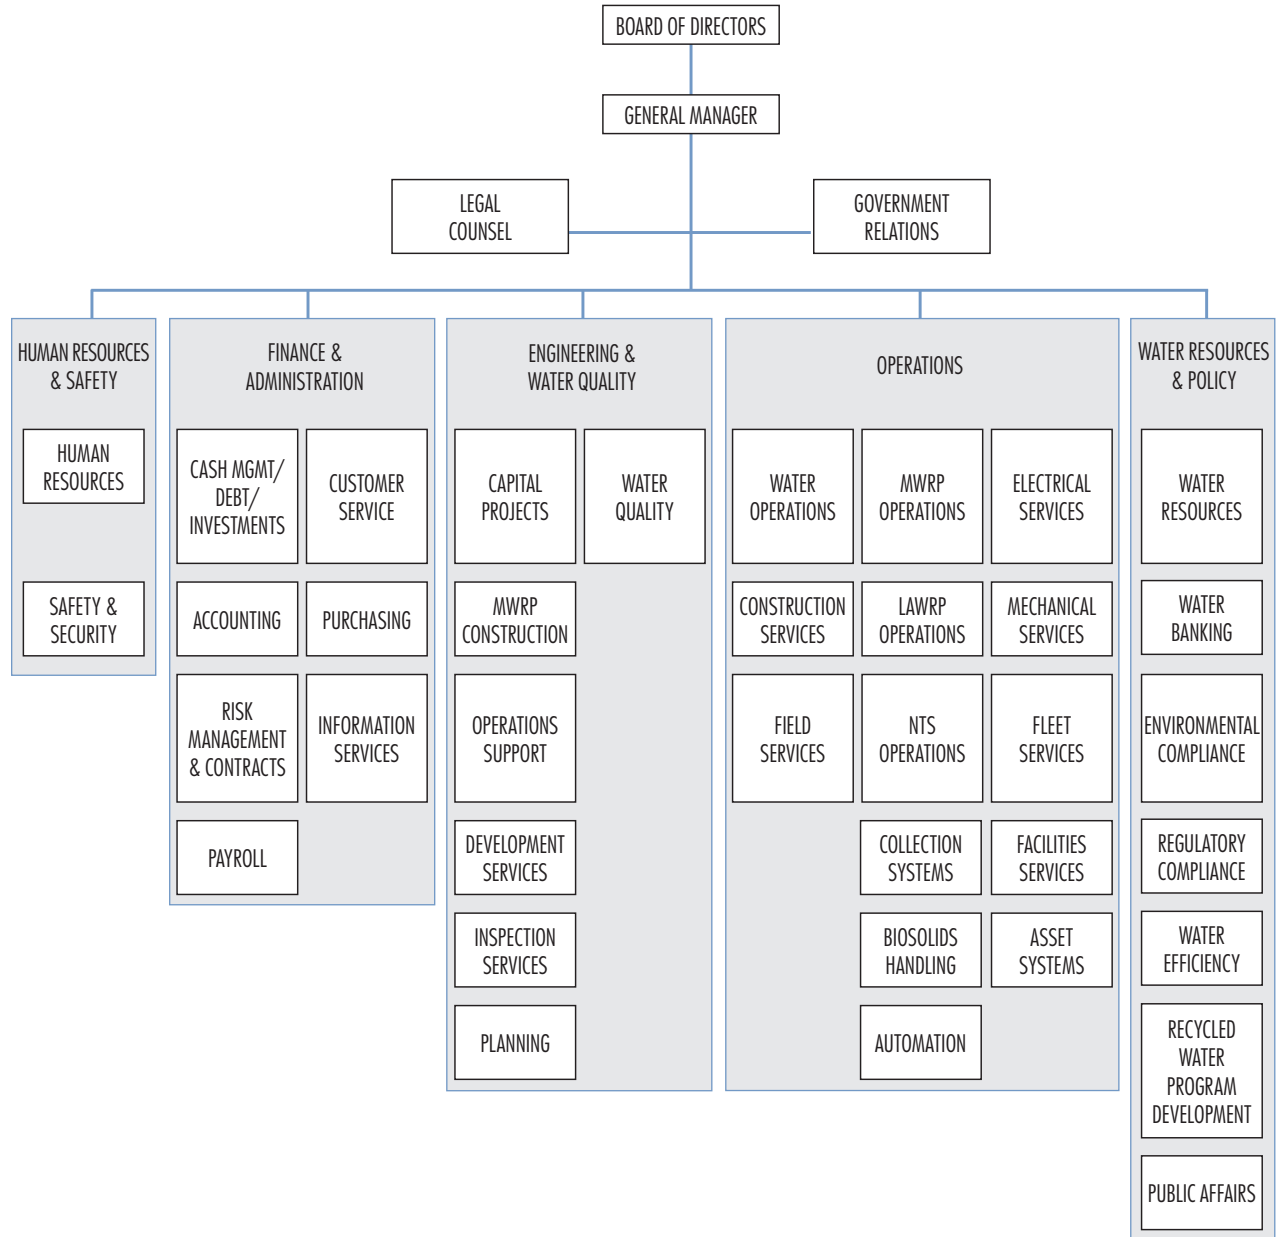 BOARD OF DIRECTORS
GENERAL MANAGER
LEGAL
COUNSEL
GOVERNMENT
RELATIONS
HUMAN RESOURCES
& SAFETY
HUMAN
RESOURCES
SAFETY &
SECURITY
FINANCE &
ADMINISTRATION
CASH MGMT/
DEBT/
INVESTMENTS
CUSTOMER
SERVICE
ACCOUNTING
PURCHASING
RISK
MANAGEMENT
& CONTRACTS
INFORMATION
SERVICES
PAYROLL
ENGINEERING &
WATER QUALITY
CAPITAL
PROJECTS
WATER
QUALITY
MWRP
CONSTRUCTION
OPERATIONS
SUPPORT
DEVELOPMENT
SERVICES
INSPECTION
SERVICES
PLANNING
OPERATIONS
WATER
OPERATIONS
MWRP
OPERATIONS
ELECTRICAL
SERVICES
CONSTRUCTION
SERVICES
LAWRP
OPERATIONS
MECHANICAL
SERVICES
FIELD
SERVICES
NTS
OPERATIONS
FLEET
SERVICES
COLLECTION
SYSTEMS
FACILITIES
SERVICES
BIOSOLIDS
HANDLING
ASSET
SYSTEMS
AUTOMATION
WATER RESOURCES
& POLICY
WATER
RESOURCES
WATER
BANKING
ENVIRONMENTAL
COMPLIANCE
REGULATORY
COMPLIANCE
WATER
EFFICIENCY
RECYCLED
WATER
PROGRAM
DEVELOPMENT
PUBLIC AFFAIRS